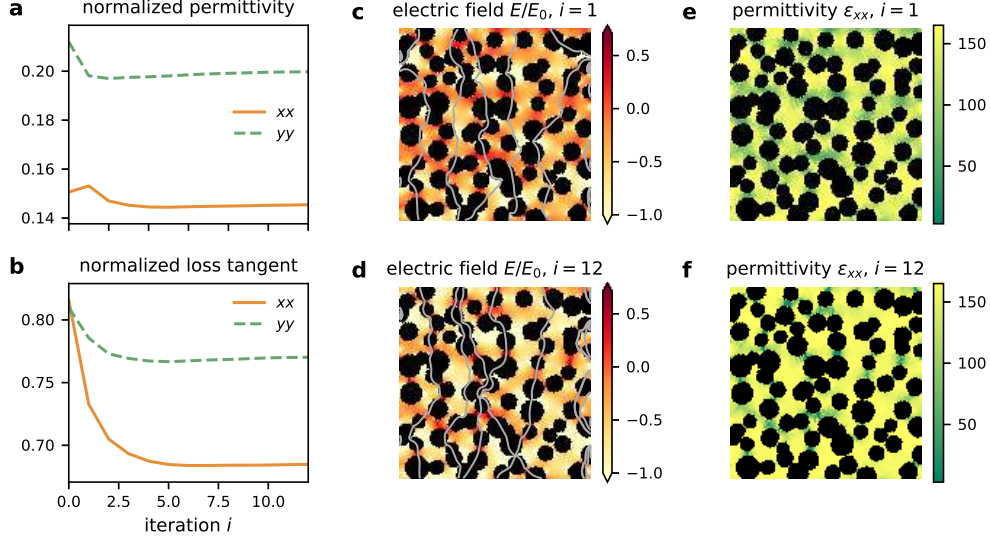 a
normalized permittivity
0.20
0.18
0.16
0.14
xx
yy
b
normalized loss tangent
0.80
0.75
0.70
xx
yy
0.0
2.5
5.0
7.5
10.0
iteration i
c
electric field E/E₀, i = 1
0.5
0.0
−0.5
−1.0
d
electric field E/E₀, i = 12
0.5
0.0
−0.5
−1.0
e
permittivity εₓₓ, i = 1
150
100
50
f
permittivity εₓₓ, i = 12
150
100
50